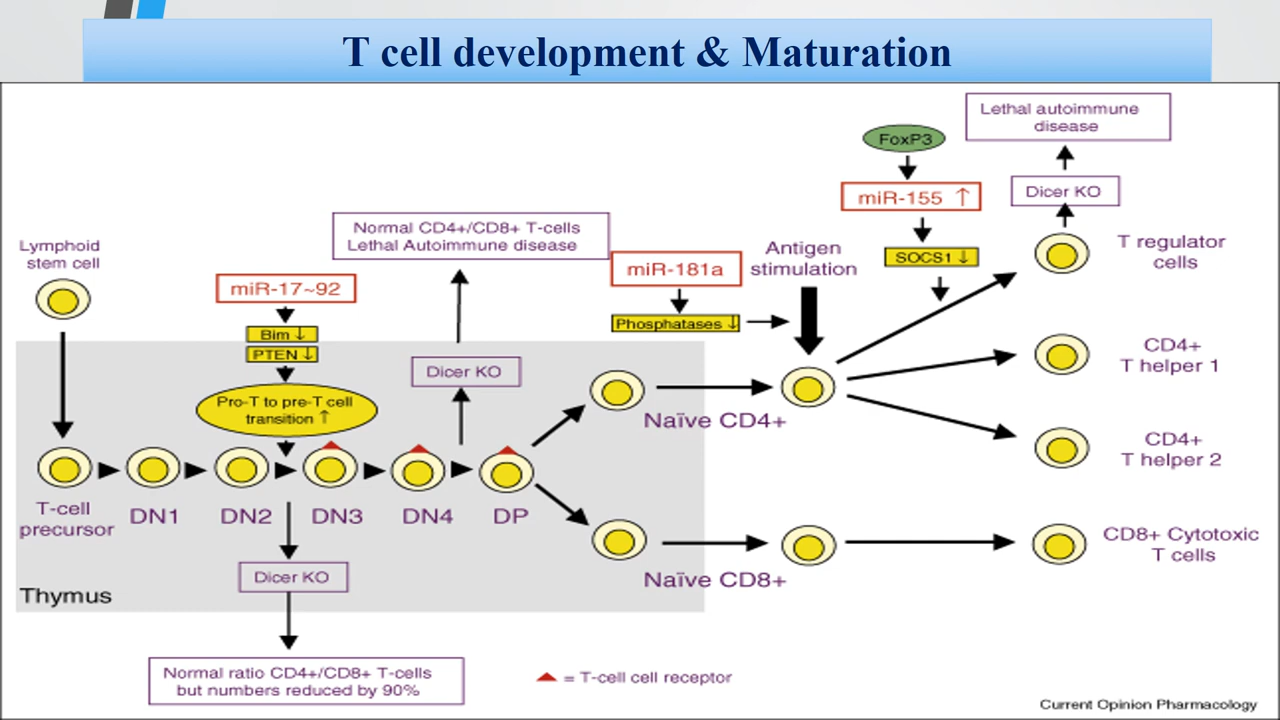 T cell development & Maturation
Lethal autoimmune
disease
FoxP3
Dicer KO
miR-155 ↑
Normal CD4+/CD8+ T-cells
Lethal Autoimmune disease
Lymphoid
stem cell
Antigen
stimulation
T regulator
cells
SOCS1 ↓
miR-181a
miR-17~92
Phosphatases ↓
Bim ↓
PTEN ↓
CD4+
T helper 1
Dicer KO
Pro-T to pre-T cell
transition ↑
Naïve CD4+
CD4+
T helper 2
T-cell
precursor
DN1
DN2
DN3
DN4
DP
CD8+ Cytotoxic
T cells
Dicer KO
Naïve CD8+
Thymus
Normal ratio CD4+/CD8+ T-cells
but numbers reduced by 90%
= T-cell cell receptor
Current Opinion Pharmacology